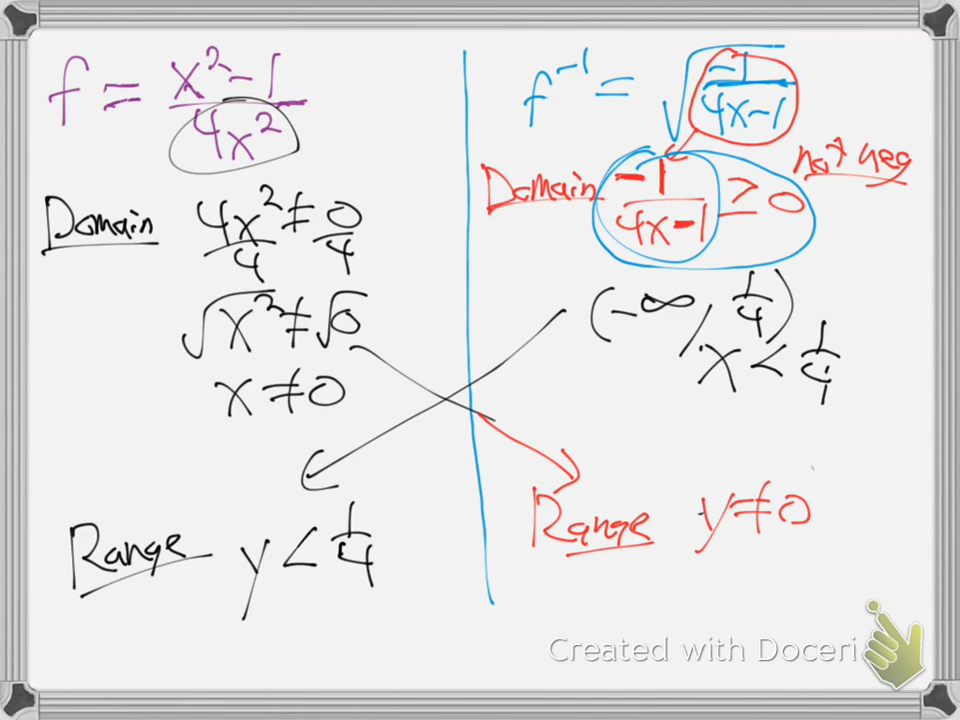 f = x² - 1 / 4x²
Domain 4x² ≠ 0
4 4
√x² ≠ √0
x ≠ 0
Range y < 1/4
f⁻¹ = √(-1 / 4x - 1)
Domain -1 / 4x - 1 ≥ 0 not neg
(-∞, 1/4)
x < 1/4
Range y ≠ 0
Created with Doceri